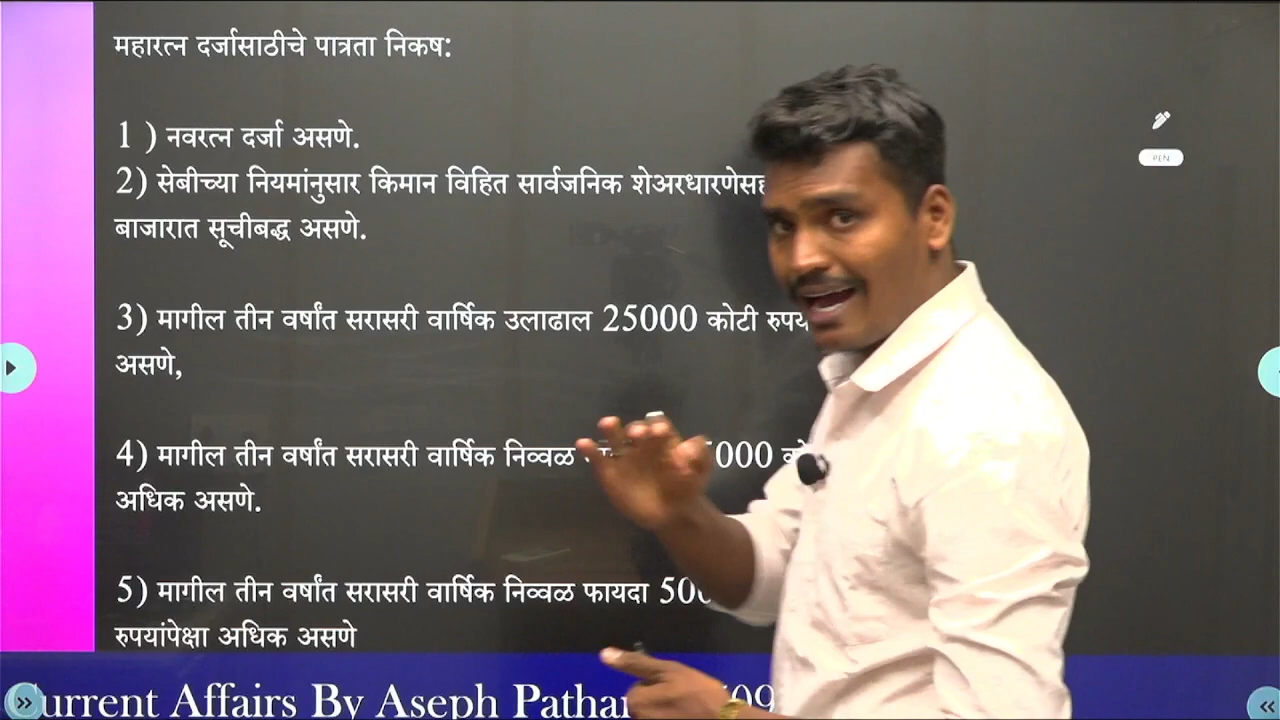 महारत्न दर्जासाठीचे पात्रता निकष:
1 ) नवरत्न दर्जा असणे.
2) सेबीच्या नियमांनुसार किमान विहित सार्वजनिक शेअरधारणेसह
बाजारात सूचीबद्ध असणे.
3) मागील तीन वर्षांत सरासरी वार्षिक उलाढाल 25000 कोटी
असणे,
4) मागील तीन वर्षांत सरासरी वार्षिक निव्वळ
अधिक असणे.
5) मागील तीन वर्षांत सरासरी वार्षिक निव्वळ फायदा
रुपयांपेक्षा अधिक असणे
PEN
Current Affairs By Aseph Pathan